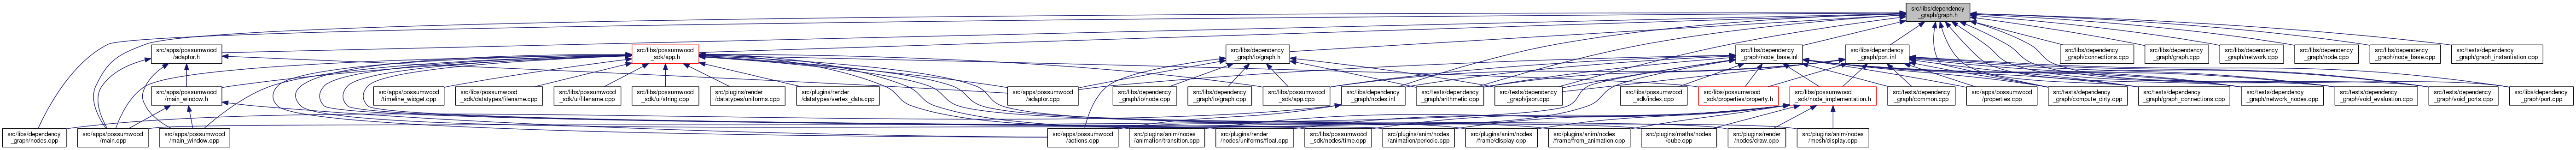 src/libs/dependency
_graph/graph.h
src/apps/possumwood
/adaptor.h
src/libs/possumwood
_sdk/app.h
src/libs/dependency
_graph/io/graph.h
src/libs/dependency
_graph/node_base.inl
src/libs/dependency
_graph/port.inl
src/libs/dependency
_graph/connections.cpp
src/libs/dependency
_graph/graph.cpp
src/libs/dependency
_graph/network.cpp
src/libs/dependency
_graph/node.cpp
src/libs/dependency
_graph/node_base.cpp
src/tests/dependency
_graph/graph_instantiation.cpp
src/apps/possumwood
/main_window.h
src/apps/possumwood
/timeline_widget.cpp
src/libs/possumwood
_sdk/datatypes/filename.cpp
src/libs/possumwood
_sdk/ui/filename.cpp
src/libs/possumwood
_sdk/ui/string.cpp
src/plugins/render
/datatypes/uniforms.cpp
src/plugins/render
/datatypes/vertex_data.cpp
src/apps/possumwood
/adaptor.cpp
src/libs/dependency
_graph/io/node.cpp
src/libs/dependency
_graph/io/graph.cpp
src/libs/possumwood
_sdk/app.cpp
src/libs/dependency
_graph/nodes.inl
src/tests/dependency
_graph/arithmetic.cpp
src/tests/dependency
_graph/json.cpp
src/libs/possumwood
_sdk/index.cpp
src/libs/possumwood
_sdk/properties/property.h
src/libs/possumwood
_sdk/node_implementation.h
src/tests/dependency
_graph/common.cpp
src/apps/possumwood
/properties.cpp
src/tests/dependency
_graph/compute_dirty.cpp
src/tests/dependency
_graph/graph_connections.cpp
src/tests/dependency
_graph/network_nodes.cpp
src/tests/dependency
_graph/void_evaluation.cpp
src/tests/dependency
_graph/void_ports.cpp
src/libs/dependency
_graph/port.cpp
src/libs/dependency
_graph/nodes.cpp
src/apps/possumwood
/main.cpp
src/apps/possumwood
/main_window.cpp
src/apps/possumwood
/actions.cpp
src/plugins/anim/nodes
/animation/transition.cpp
src/plugins/render
/nodes/uniforms/float.cpp
src/libs/possumwood
_sdk/nodes/time.cpp
src/plugins/anim/nodes
/animation/periodic.cpp
src/plugins/anim/nodes
/frame/display.cpp
src/plugins/anim/nodes
/frame/from_animation.cpp
src/plugins/maths/nodes
/cube.cpp
src/plugins/render
/nodes/draw.cpp
src/plugins/anim/nodes
/mesh/display.cpp